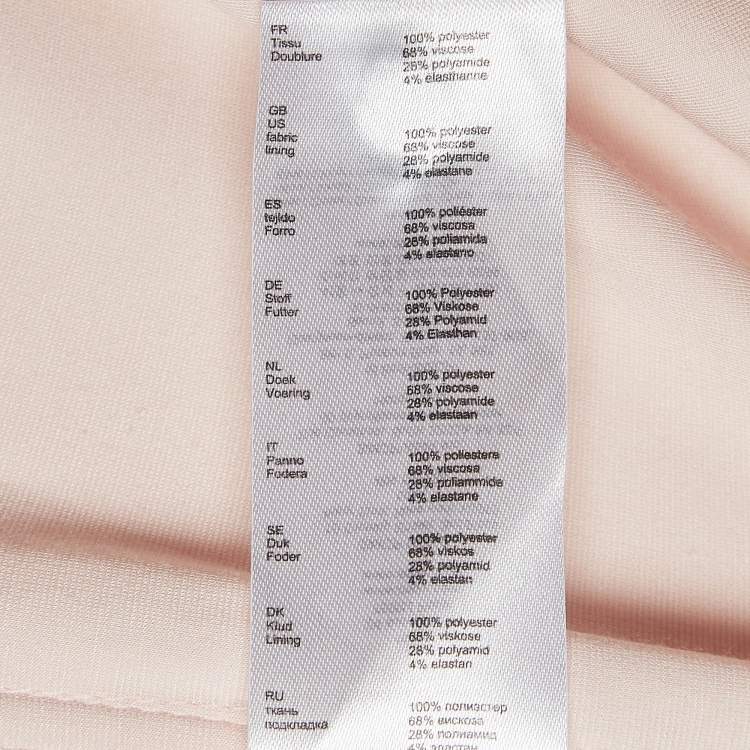 FR
Tissu 100% polyester
Doublure 68% viscose
28% polyamide
4% élasthanne
GB
US
fabric 100% polyester
lining 68% viscose
28% polyamide
4% elastane
ES
tejido 100% poliéster
Forro 68% viscosa
28% poliamida
4% elastano
DE
Stoff 100% Polyester
Futter 68% Viskose
28% Polyamid
4% Elasthan
NL
Doek 100% polyester
Voering 68% viscose
28% polyamide
4% elastaan
IT
Panno 100% poliestere
Fodera 68% viscosa
28% poliammide
4% elastane
SE
Duk 100% polyester
Foder 68% viskos
28% polyamid
4% elastan
DK
Klud 100% polyester
Lining 68% viskose
28% polyamid
4% elastan
RU
ткань 100% полиэстер
подкладка 68% вискоза
28% полиамид
4% эластан